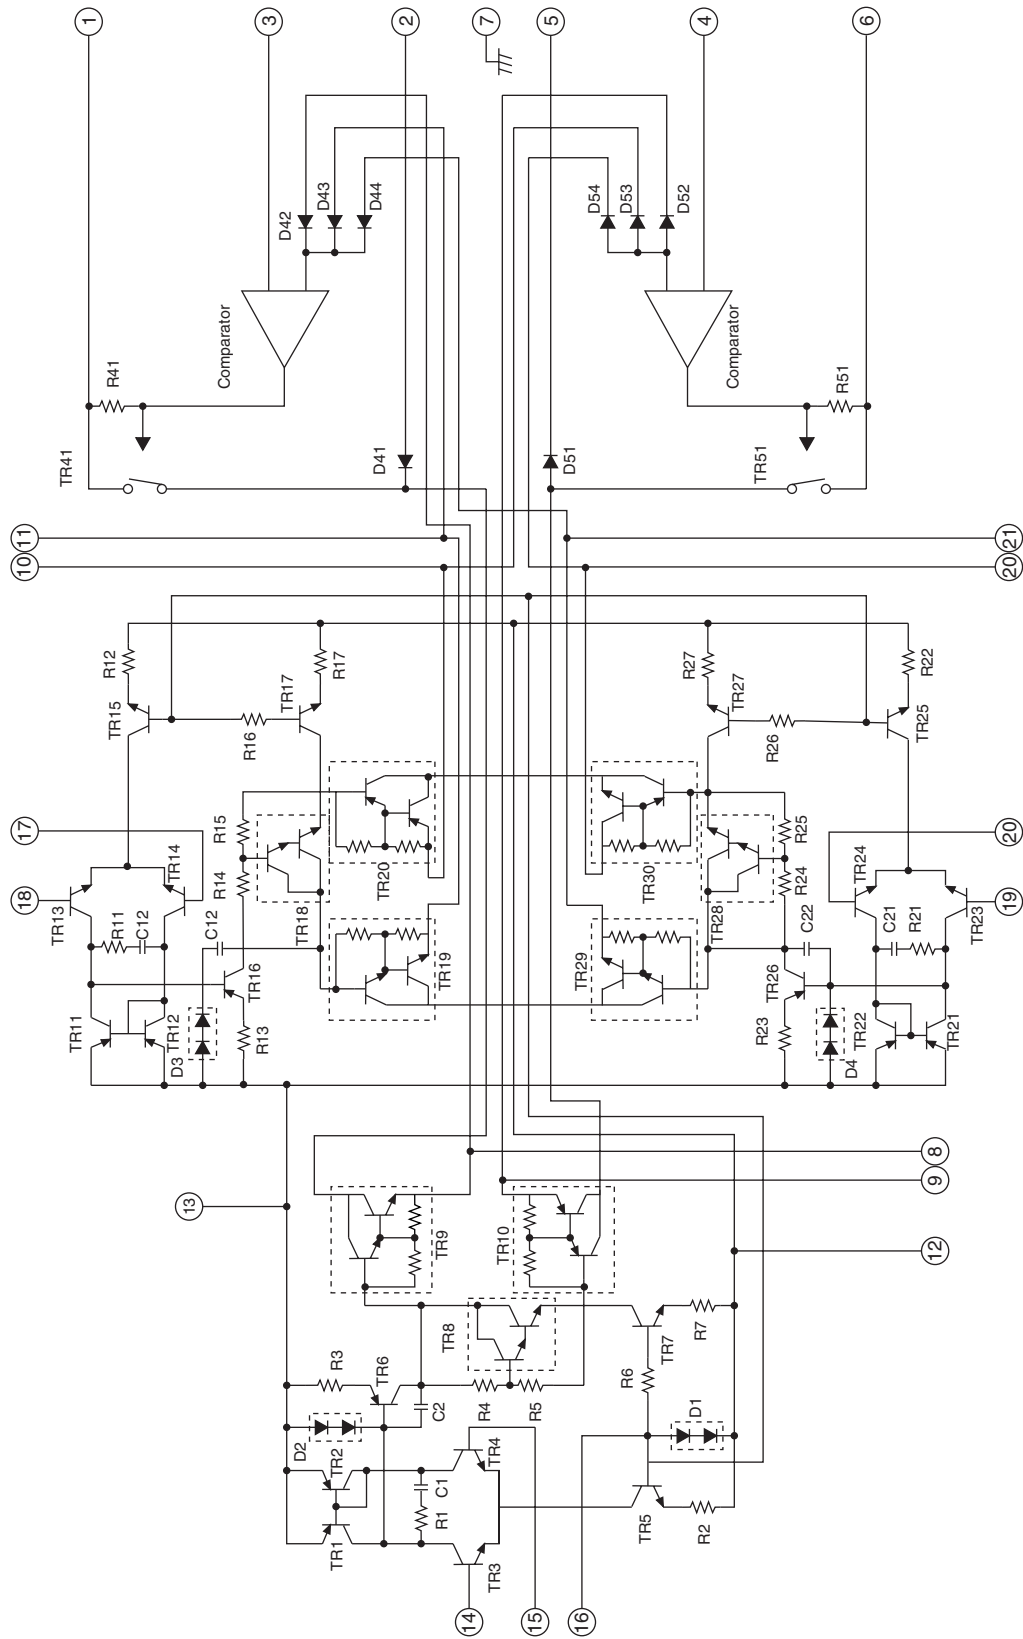 1
3
2
7
5
4
6
D42
D43
D44
D54
D53
D52
Comparator
Comparator
R41
R51
TR41
D41
D51
TR51
11
10
21
20
R12
R17
R27
R22
TR15
TR17
TR27
TR25
R16
R26
17
18
TR14
TR13
R15
R14
TR18
TR20
TR30
R25
R24
TR28
20
TR24
19
TR23
R11
C12
C12
TR16
TR19
TR29
C22
TR26
C21
R21
TR11
TR12
D3
R13
R23
D4
TR22
TR21
13
TR9
TR10
8
9
12
TR8
R3
TR6
C2
R4
R5
R6
TR7
R7
D2
TR2
TR4
D1
C1
R1
TR1
TR3
TR5
R2
14
15
16